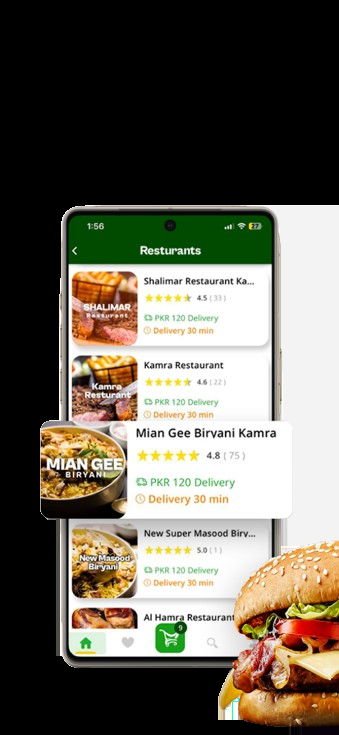 1:56
27
Resturants
SHALIMAR
Resturant
Shalimar Restaurant Ka...
4.5 ( 33 )
PKR 120 Delivery
Delivery 30 min
Kamra
Resturant
Kamra Restaurant
4.6 ( 22 )
PKR 120 Delivery
Delivery 30 min
MIAN GEE
BIRYANI
Mian Gee Biryani Kamra
4.8 ( 75 )
PKR 120 Delivery
Delivery 30 min
New Masood
Biryani
New Super Masood Biry...
5.0 ( 1 )
PKR 120 Delivery
Delivery 30 min
Al Hamra Restaurant
9